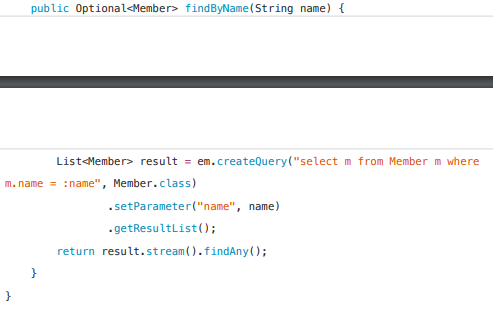 public Optional<Member> findByName(String name) {
List<Member> result = em.createQuery("select m from Member m where
m.name = :name", Member.class)
.setParameter("name", name)
.getResultList();
return result.stream().findAny();
}
}